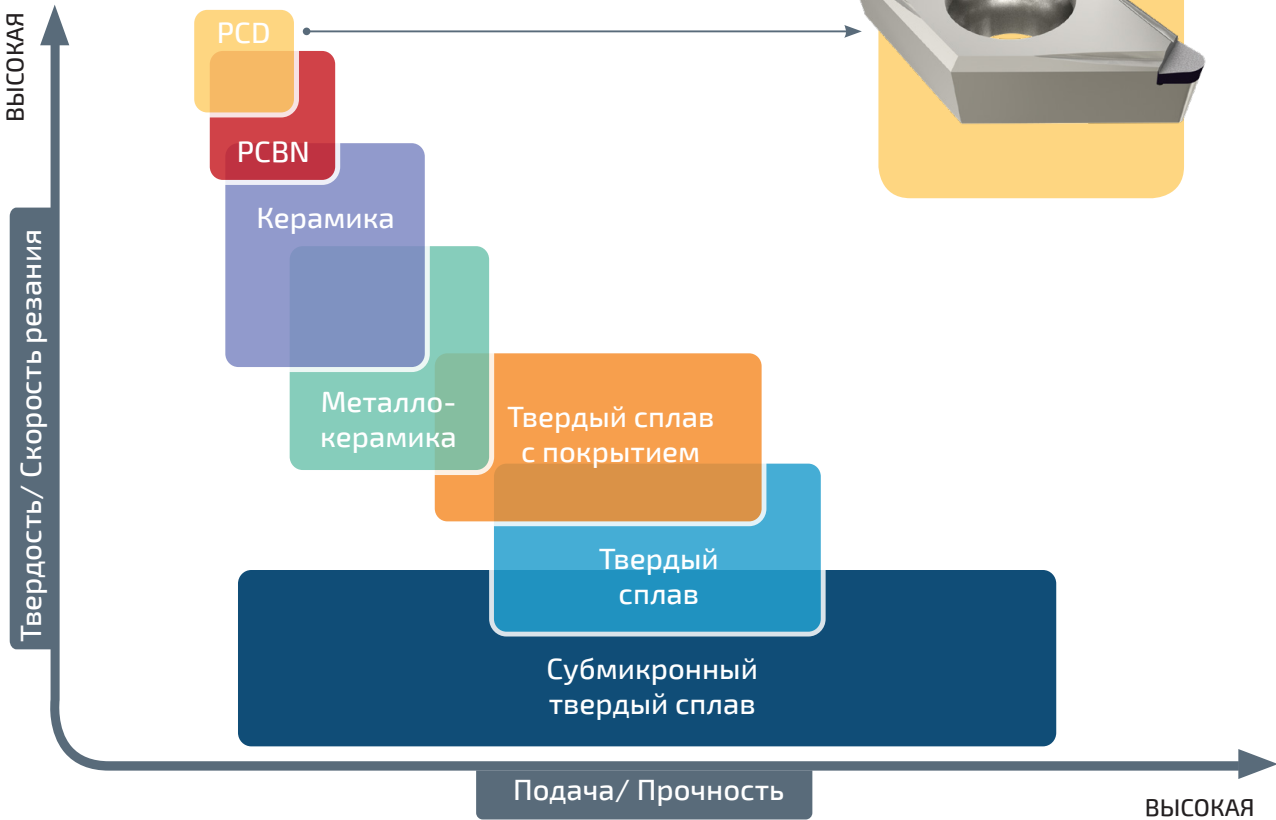 ВЫСОКАЯ
PCD
PCBN
Керамика
Металло-
керамика
Твердый сплав
с покрытием
Твердый
сплав
Субмикронный
твердый сплав
Твердость/ Скорость резания
Подача/ Прочность
ВЫСОКАЯ